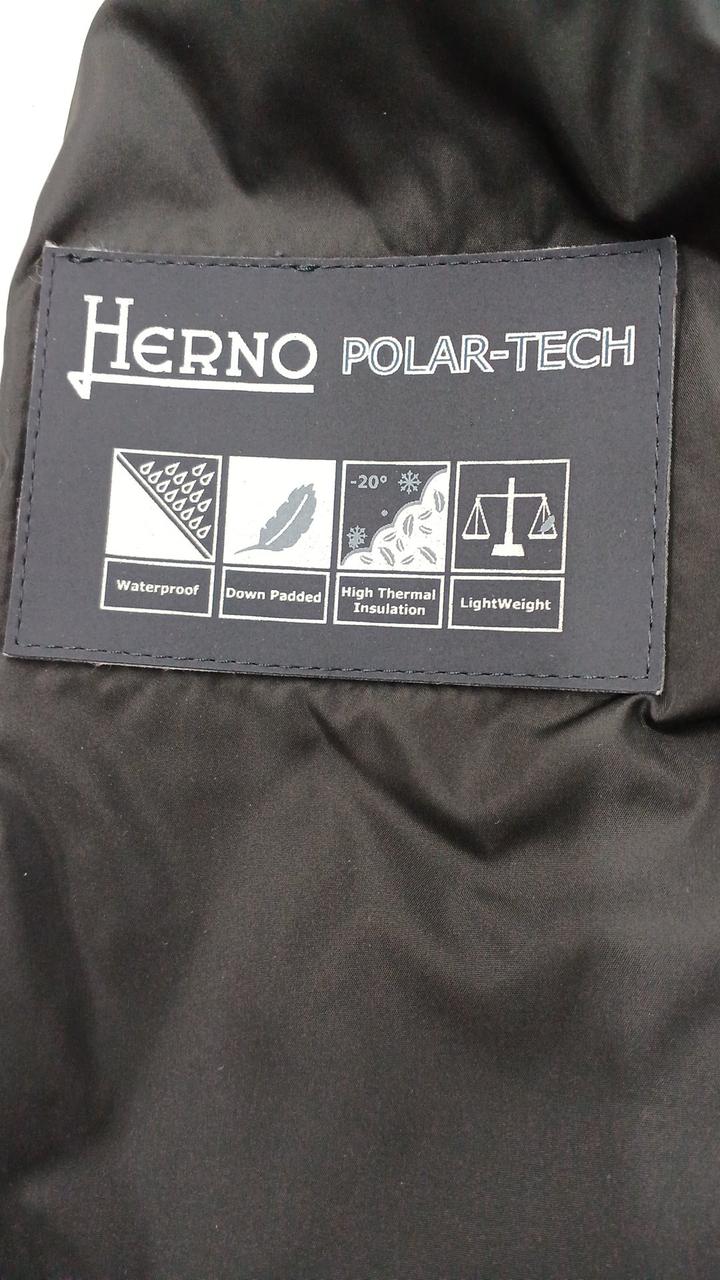 HERNO POLAR-TECH
-20°
Waterproof
Down Padded
High Thermal
Insulation
LightWeight